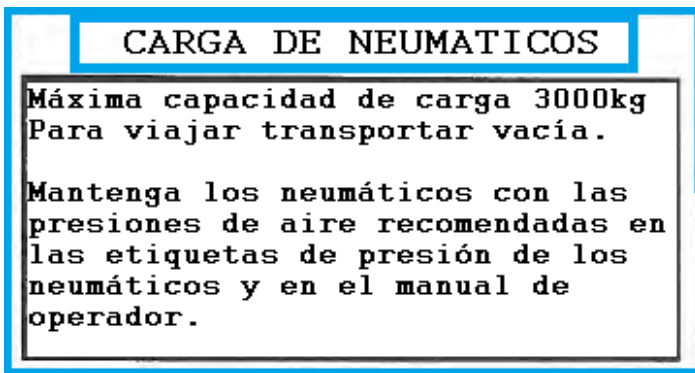 CARGA DE NEUMATICOS
Máxima capacidad de carga 3000kg
Para viajar transportar vacía.
Mantenga los neumáticos con las
presiones de aire recomendadas en
las etiquetas de presión de los
neumáticos y en el manual de
operador.